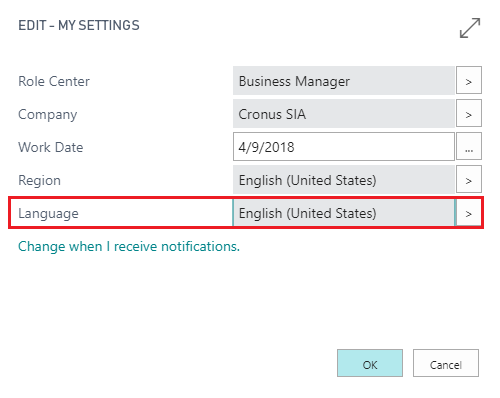 EDIT - MY SETTINGS
Role Center Business Manager >
Company Cronus SIA >
Work Date 4/9/2018 ...
Region English (United States) >
Language English (United States) >
Change when I receive notifications.
OK Cancel